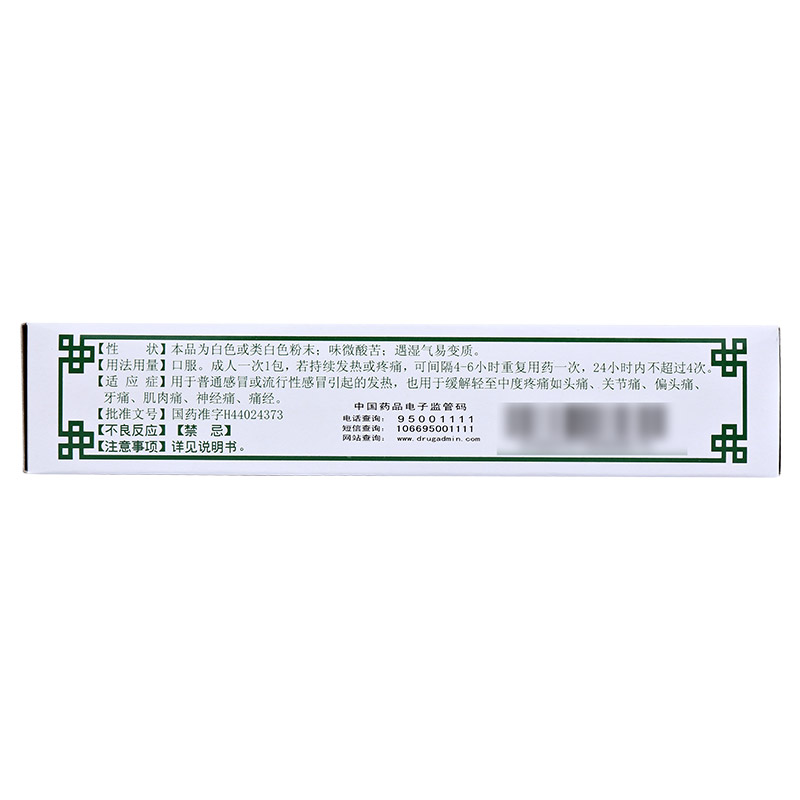 【性 状】本品为白色或类白色粉末；味微酸苦；遇湿气易变质。
【用法用量】口服。成人一次1包，若持续发热或疼痛，可间隔4-6小时重复用药一次，24小时内不超过4次。
【适 应 症】用于普通感冒或流行性感冒引起的发热，也用于缓解轻至中度疼痛如头痛、关节痛、偏头痛、
牙痛、肌肉痛、神经痛、痛经。
【批准文号】国药准字H44024373
【不良反应】【禁 忌】
【注意事项】详见说明书。
中国药品电子监管码
电话查询：95001111
短信查询：106695001111
网站查询：www.drugadmin.com